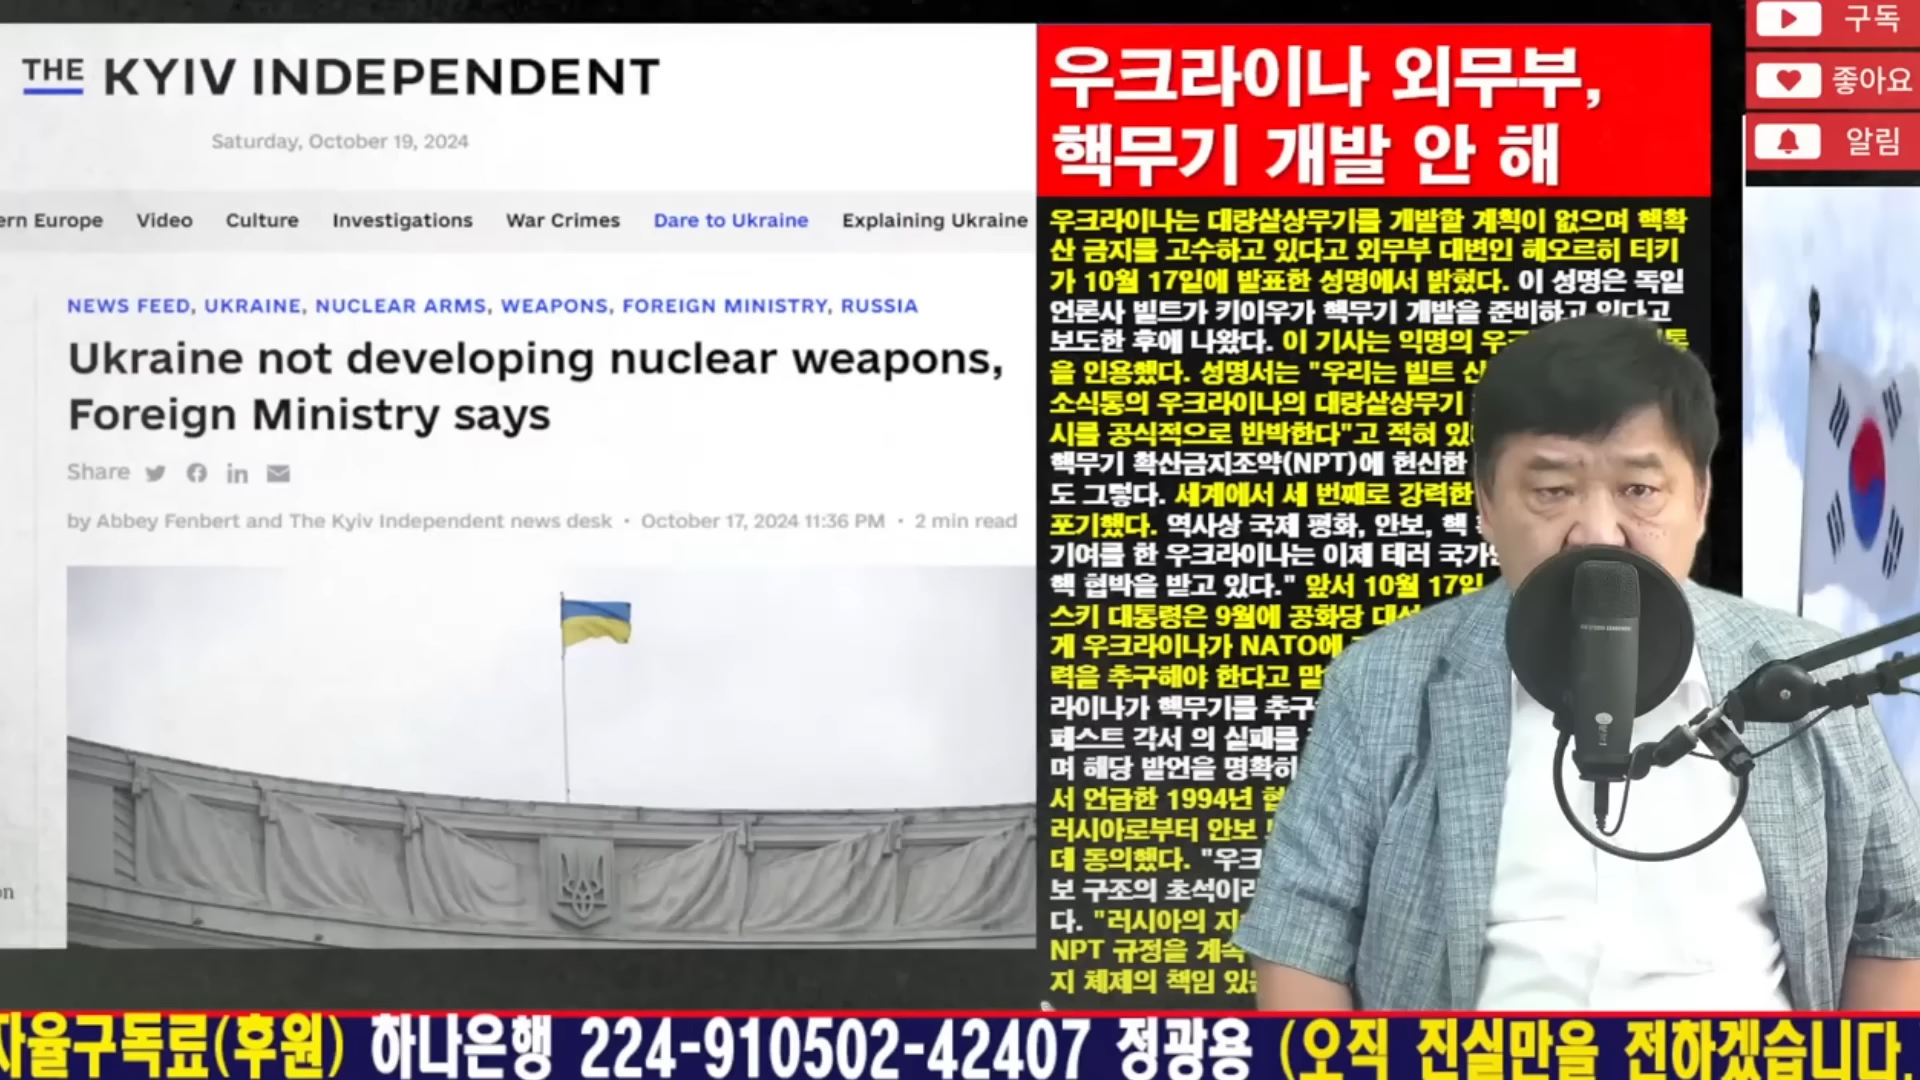 THE KYIV INDEPENDENT
Saturday, October 19, 2024
ern Europe Video Culture Investigations War Crimes Dare to Ukraine Explaining Ukraine
NEWS FEED, UKRAINE, NUCLEAR ARMS, WEAPONS, FOREIGN MINISTRY, RUSSIA
Ukraine not developing nuclear weapons,
Foreign Ministry says
Share
by Abbey Fenbert and The Kyiv Independent news desk · October 17, 2024 11:36 PM · 2 min read
on
우크라이나 외무부,
핵무기 개발 안 해
우크라이나는 대량살상무기를 개발할 계획이 없으며 핵확
산 금지를 고수하고 있다고 외무부 대변인 헤오르히 티키
가 10월 17일에 발표한 성명에서 밝혔다. 이 성명은 독일
언론사 빌트가 키이우가 핵무기 개발을 준비하고 있다고
보도한 후에 나왔다. 이 기사는 익명의 우크
을 인용했다. 성명서는 "우리는 빌트 신
소식통의 우크라이나의 대량살상무기
시를 공식적으로 반박한다"고 적혀 있
핵무기 확산금지조약(NPT)에 헌신한
도 그렇다. 세계에서 세 번째로 강력한
포기했다. 역사상 국제 평화, 안보, 핵
기여를 한 우크라이나는 이제 테러 국가
핵 협박을 받고 있다." 앞서 10월 17일
스키 대통령은 9월에 공화당 대선
게 우크라이나가 NATO에
력을 추구해야 한다고 말
라이나가 핵무기를 추구
페스트 각서 의 실패를
며 해당 발언을 명확히
서 언급한 1994년 협
러시아로부터 안보
데 동의했다. "우크
보 구조의 초석이라
다. "러시아의 지
NPT 규정을 계속
지 체제의 책임 있는
구독
좋아요
알림
자율구독료(후원) 하나은행 224-910502-42407 정광용 (오직 진실만을 전하겠습니다.